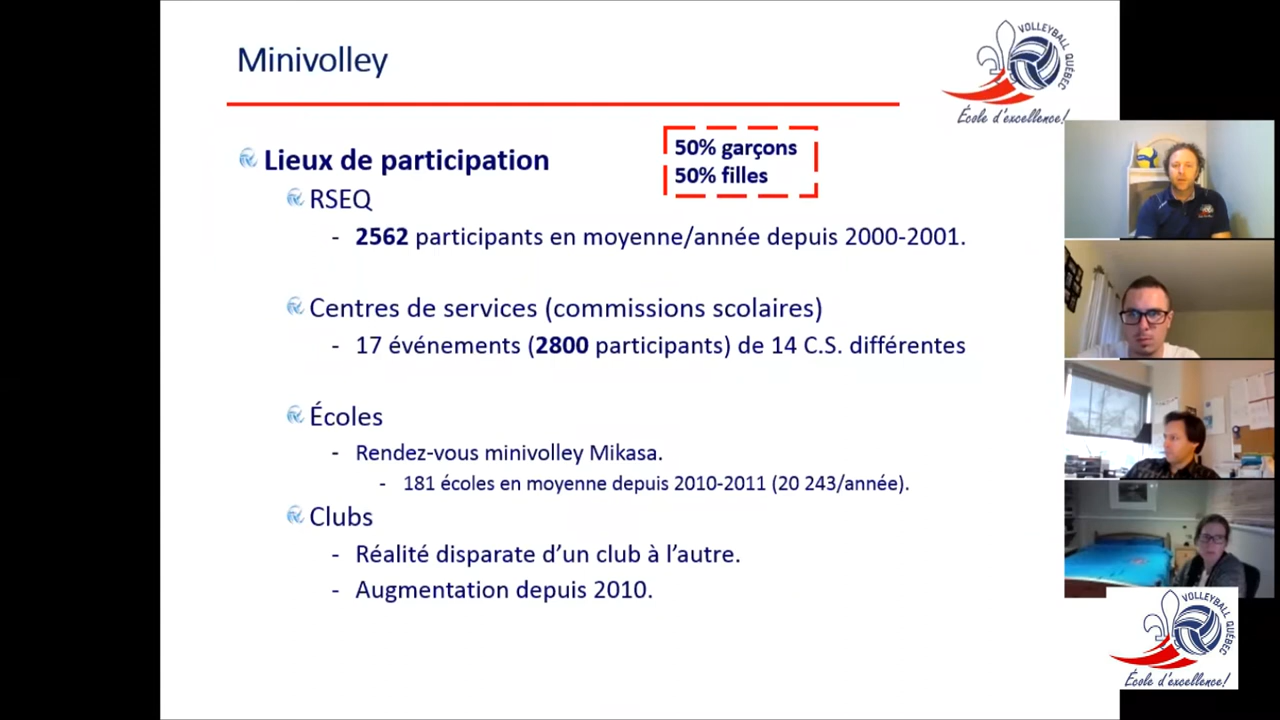 Minivolley
VOLLEYBALL QUÉBEC
École d'excellence!
50% garçons
50% filles
Lieux de participation
RSEQ
- 2562 participants en moyenne/année depuis 2000-2001.
Centres de services (commissions scolaires)
- 17 événements (2800 participants) de 14 C.S. différentes
Écoles
- Rendez-vous minivolley Mikasa.
- 181 écoles en moyenne depuis 2010-2011 (20 243/année).
Clubs
- Réalité disparate d'un club à l'autre.
- Augmentation depuis 2010.
VOLLEYBALL QUÉBEC
École d'excellence!